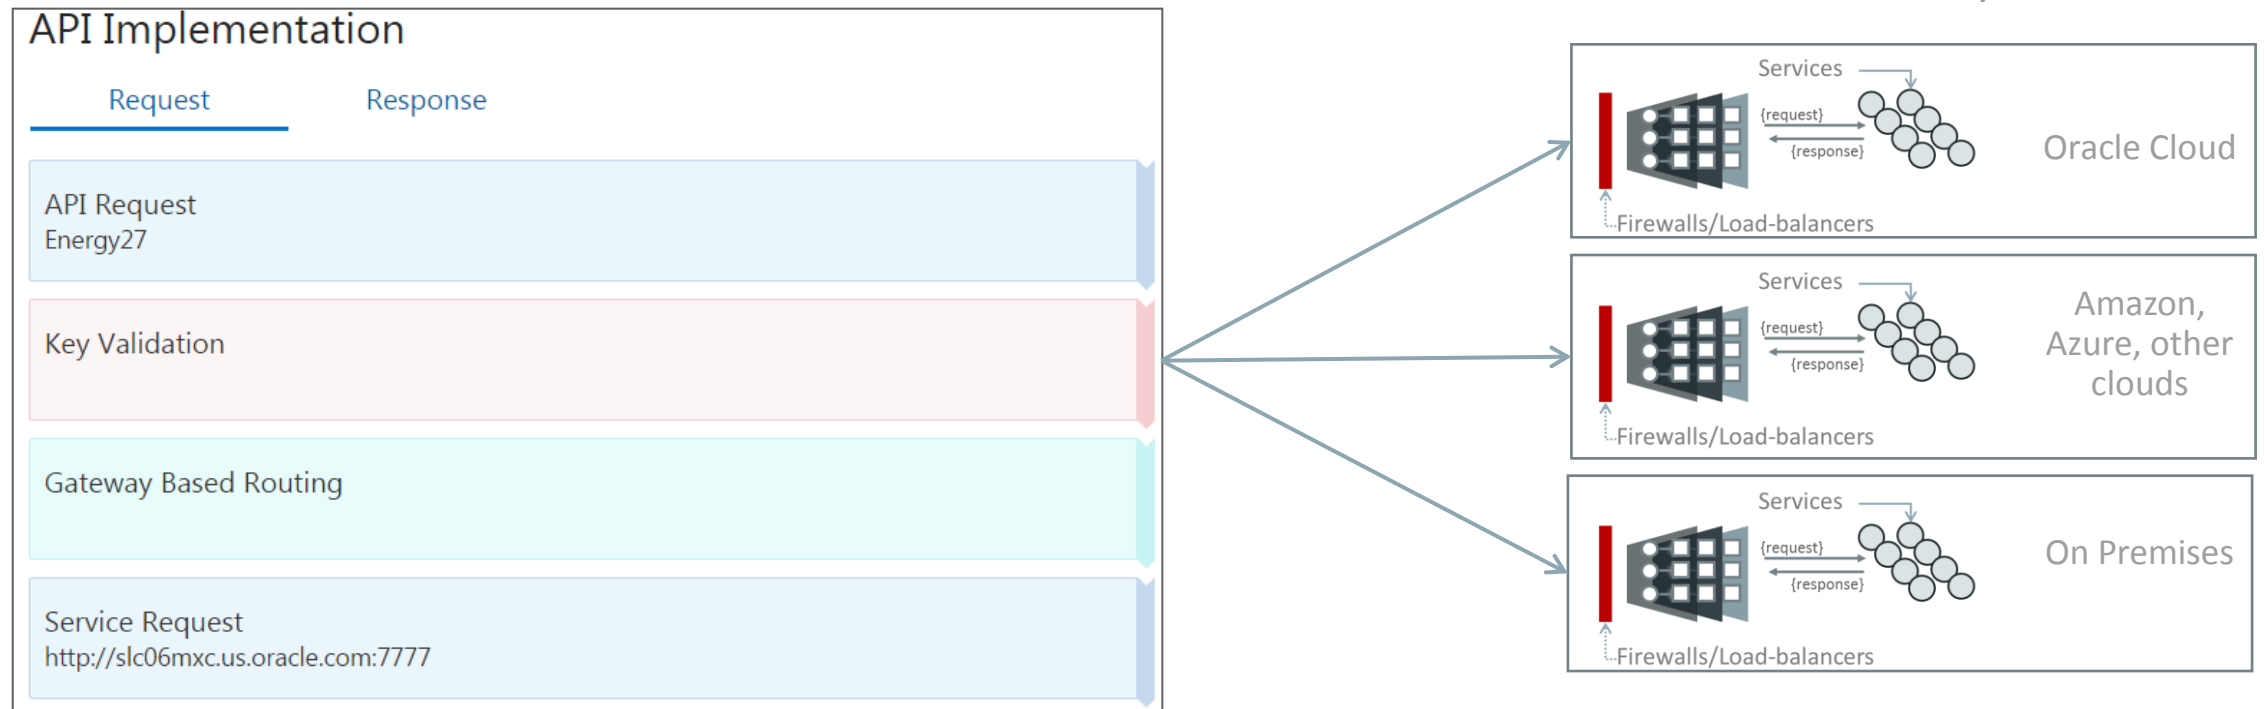 API Implementation
Request Response
API Request
Energy27
Key Validation
Gateway Based Routing
Service Request
http://slc06mxc.us.oracle.com:7777
Services
{request}
{response}
Oracle Cloud
Firewalls/Load-balancers
Services
{request}
{response}
Amazon,
Azure, other
clouds
Firewalls/Load-balancers
Services
{request}
{response}
On Premises
Firewalls/Load-balancers